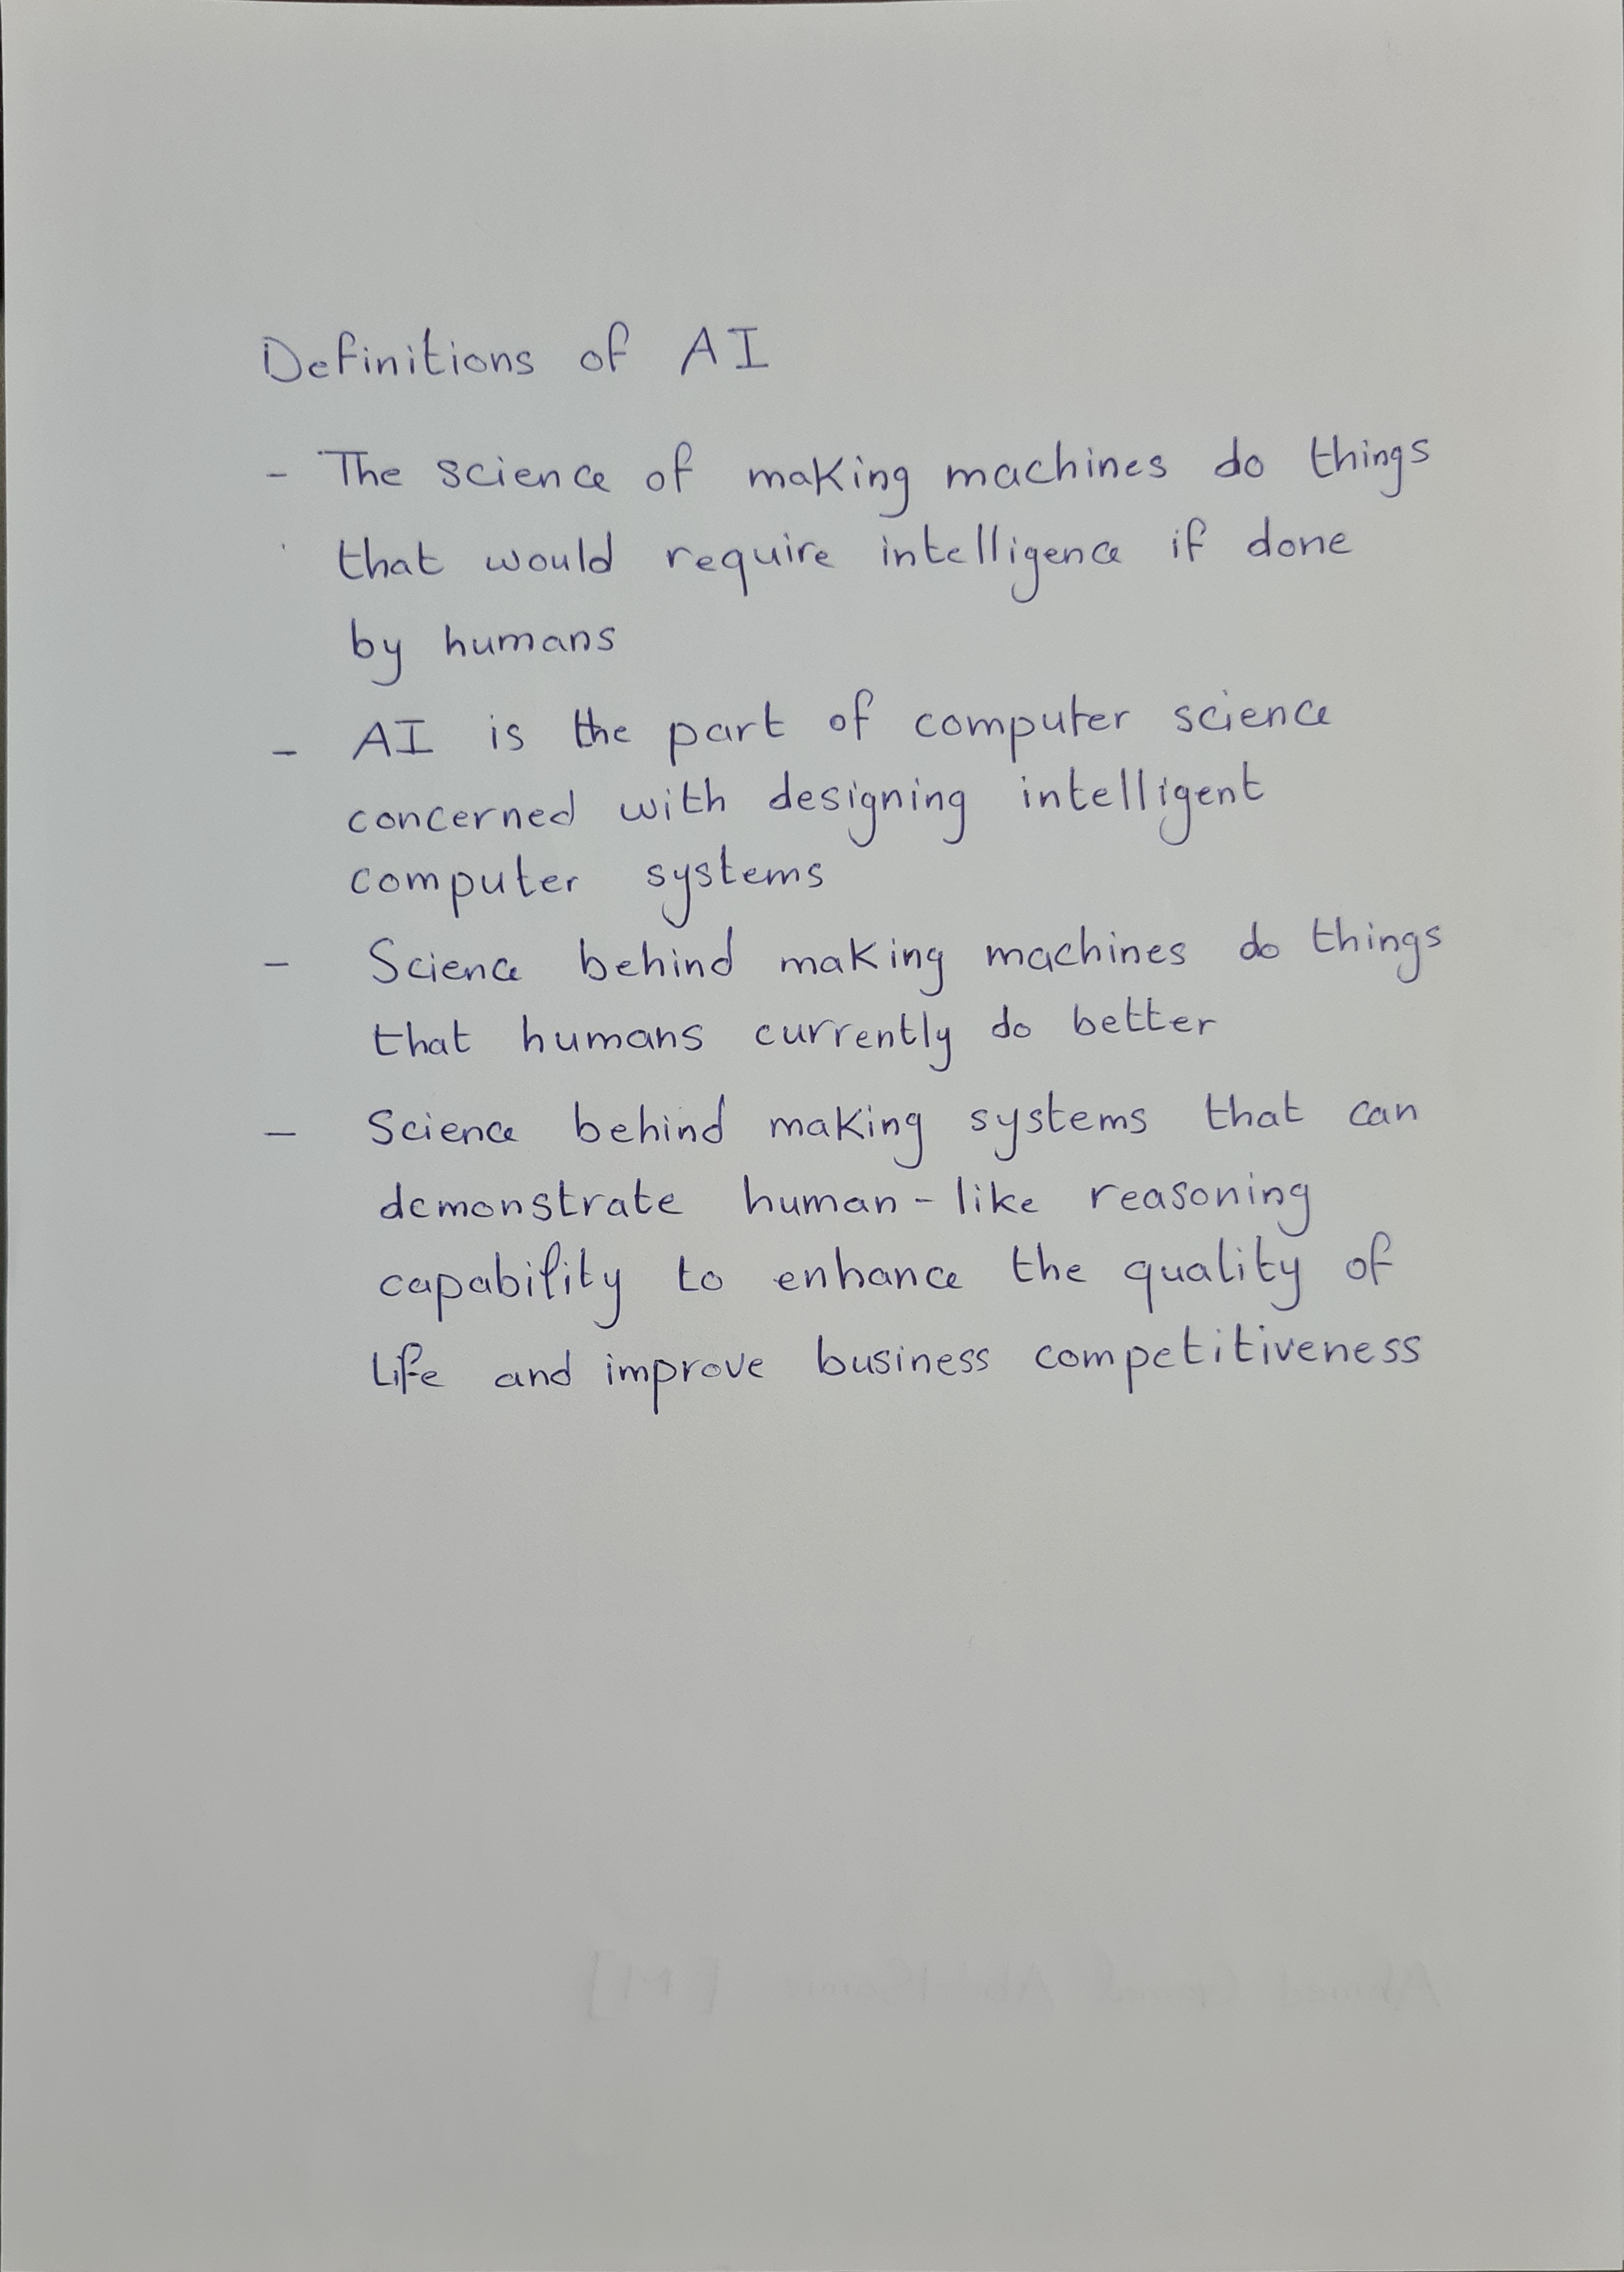 Definitions of AI
- The science of making machines do things
that would require intelligence if done
by humans
- AI is the part of computer science
concerned with designing intelligent
computer systems
- Science behind making machines do things
that humans currently do better
- Science behind making systems that can
demonstrate human-like reasoning
capability to enhance the quality of
life and improve business competitiveness